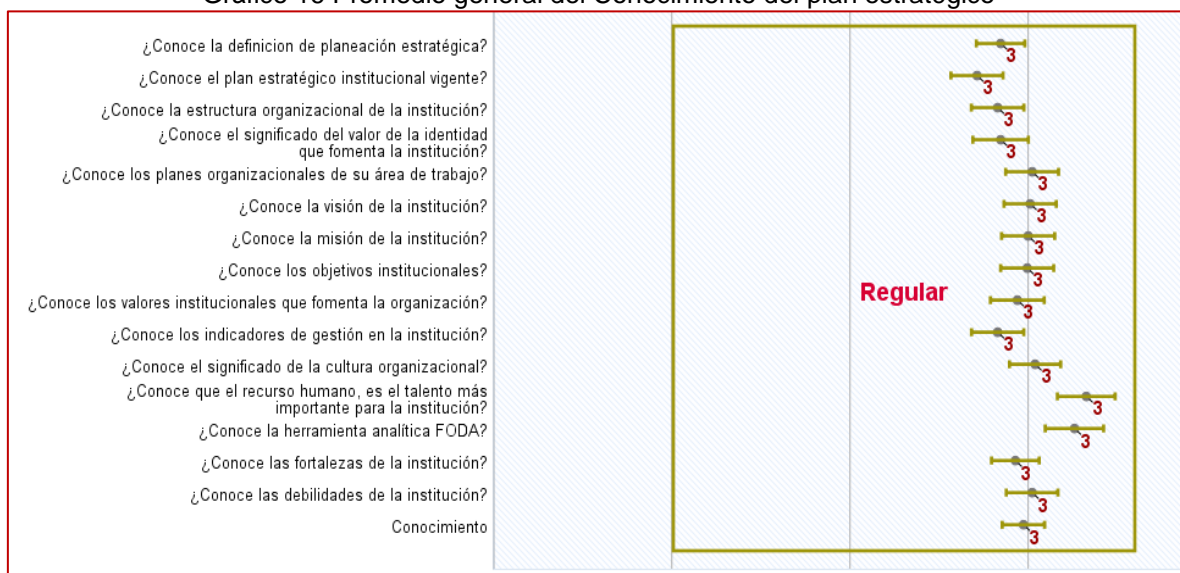 Promedio general del Conocimiento del plan estratégico
¿Conoce la definicion de planeación estratégica?
3
¿Conoce el plan estratégico institucional vigente?
3
¿Conoce la estructura organizacional de la institución?
3
¿Conoce el significado del valor de la identidad
que fomenta la institución?
3
¿Conoce los planes organizacionales de su área de trabajo?
3
¿Conoce la visión de la institución?
3
¿Conoce la misión de la institución?
3
¿Conoce los objetivos institucionales?
3
Regular
¿Conoce los valores institucionales que fomenta la organización?
3
¿Conoce los indicadores de gestión en la institución?
3
¿Conoce el significado de la cultura organizacional?
3
¿Conoce que el recurso humano, es el talento más
importante para la institución?
3
¿Conoce la herramienta analítica FODA?
3
¿Conoce las fortalezas de la institución?
3
¿Conoce las debilidades de la institución?
3
Conocimiento
3